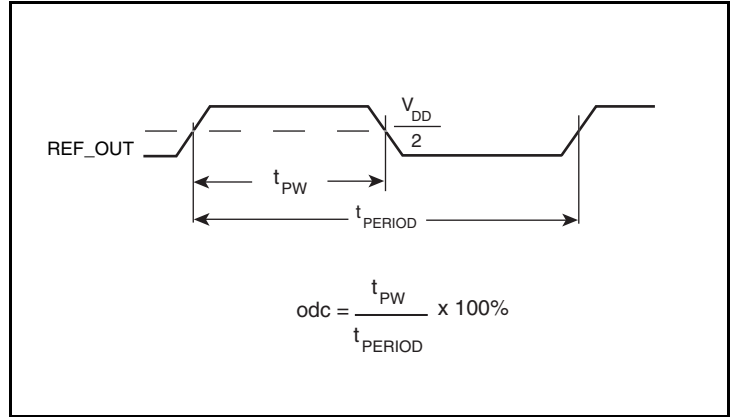 V_DD
2
REF_OUT
t_PW
t_PERIOD
odc = t_PW / t_PERIOD x 100%